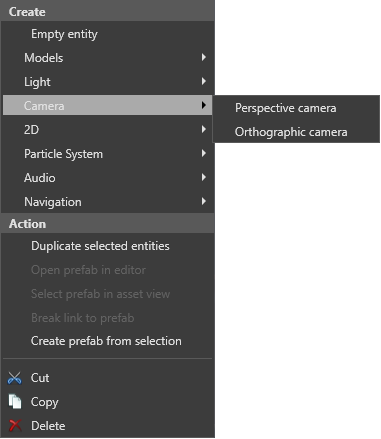 Create
Empty entity
Models
Light
Camera
Perspective camera
Orthographic camera
2D
Particle System
Audio
Navigation
Action
Duplicate selected entities
Open prefab in editor
Select prefab in asset view
Break link to prefab
Create prefab from selection
Cut
Copy
Delete